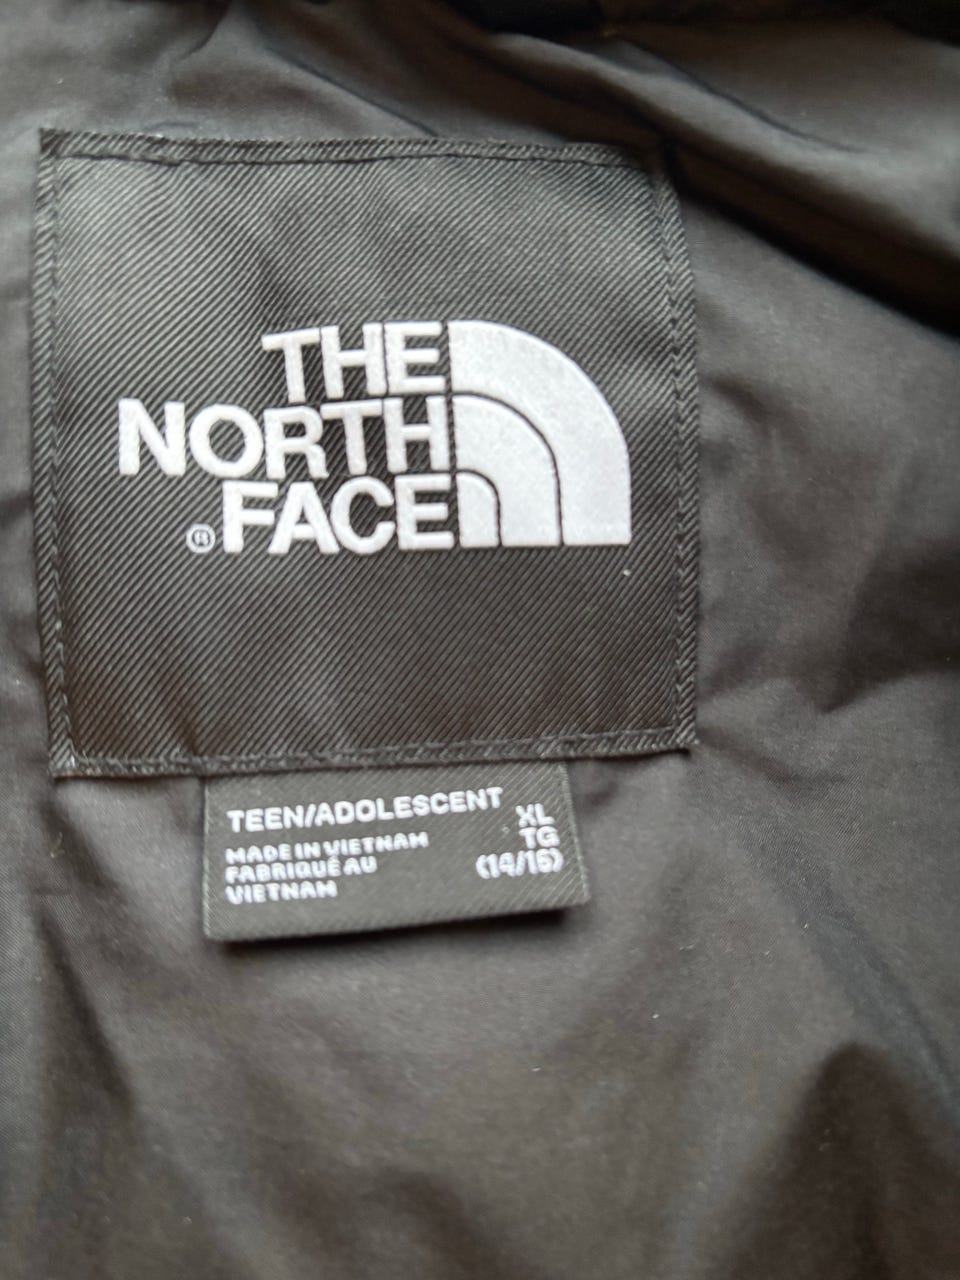 THE
NORTH
®FACE
TEEN/ADOLESCENT
XL
TG
(14/16)
MADE IN VIETNAM
FABRIQUÉ AU
VIETNAM